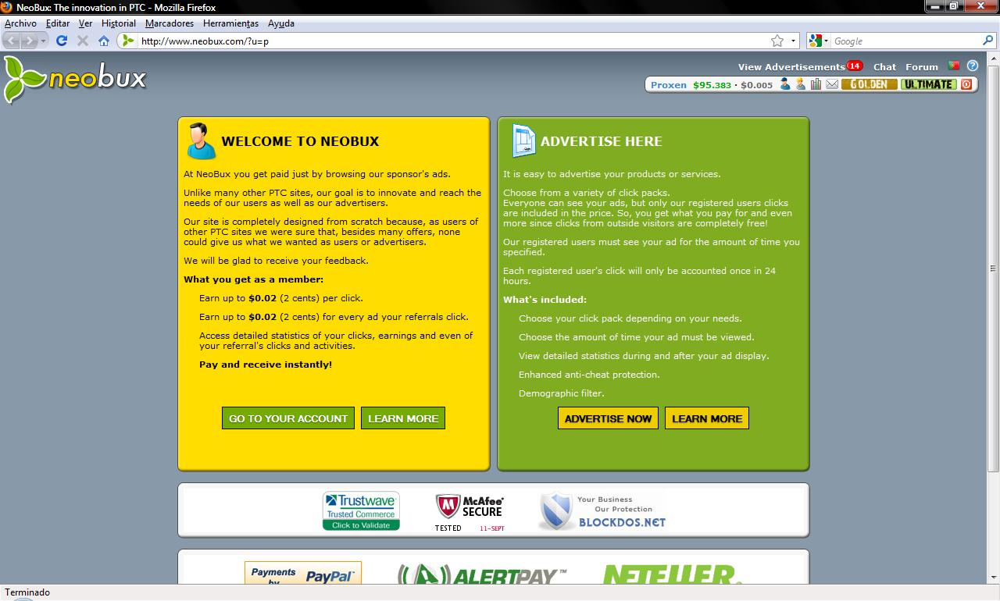 NeoBux: The innovation in PTC - Mozilla Firefox
Archivo Editar Ver Historial Marcadores Herramientas Ayuda
http://www.neobux.com/?u=p
Google
neobux
View Advertisements 14 Chat Forum ?
Proxen $95.383 · $0.005 GOLDEN ULTIMATE
WELCOME TO NEOBUX
At NeoBux you get paid just by browsing our sponsor's ads.
Unlike many other PTC sites, our goal is to innovate and reach the
needs of our users as well as our advertisers.
Our site is completely designed from scratch because, as users of
other PTC sites we were sure that, besides many offers, none
could give us what we wanted as users or advertisers.
We will be glad to receive your feedback.
What you get as a member:
Earn up to $0.02 (2 cents) per click.
Earn up to $0.02 (2 cents) for every ad your referrals click.
Access detailed statistics of your clicks, earnings and even of
your referral's clicks and activities.
Pay and receive instantly!
GO TO YOUR ACCOUNT LEARN MORE
ADVERTISE HERE
It is easy to advertise your products or services.
Choose from a variety of click packs.
Everyone can see your ads, but only our registered users clicks
are included in the price. So, you get what you pay for and even
more since clicks from outside visitors are completely free!
Our registered users must see your ad for the amount of time you
specified.
Each registered user's click will only be accounted once in 24
hours.
What's included:
Choose your click pack depending on your needs.
Choose the amount of time your ad must be viewed.
View detailed statistics during and after your ad display.
Enhanced anti-cheat protection.
Demographic filter.
ADVERTISE NOW LEARN MORE
Trustwave
Trusted Commerce
Click to Validate
McAfee
SECURE
TESTED 11-SEPT
Your Business
Our Protection
BLOCKDOS.NET
Payments
by
PayPal
ALERTPAY™
NETELLER
Terminado